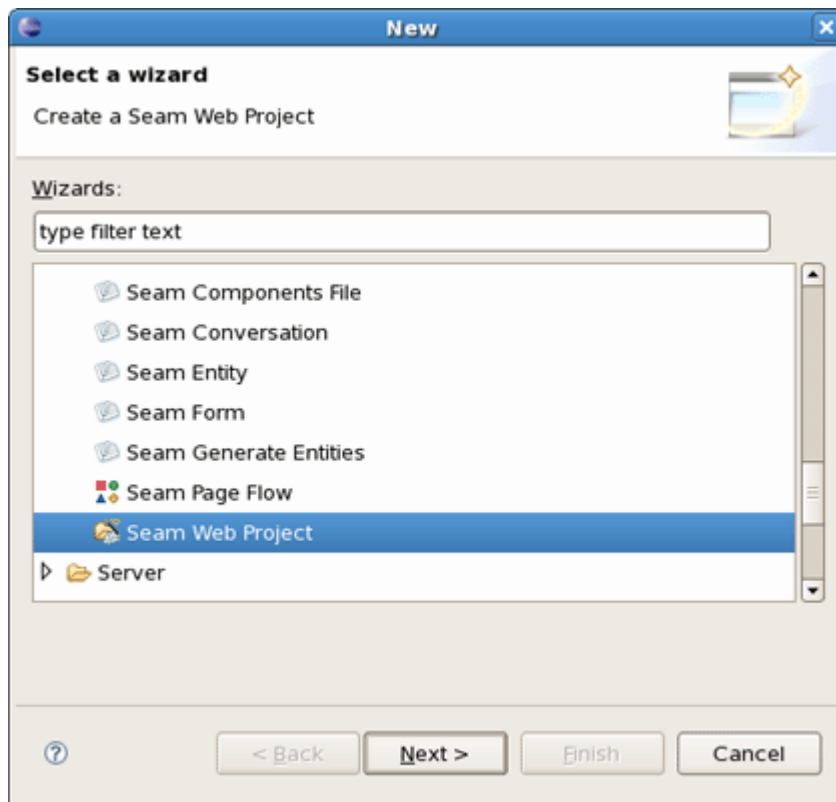 New
Select a wizard
Create a Seam Web Project
Wizards:
type filter text
Seam Components File
Seam Conversation
Seam Entity
Seam Form
Seam Generate Entities
Seam Page Flow
Seam Web Project
Server
< Back Next > Finish Cancel